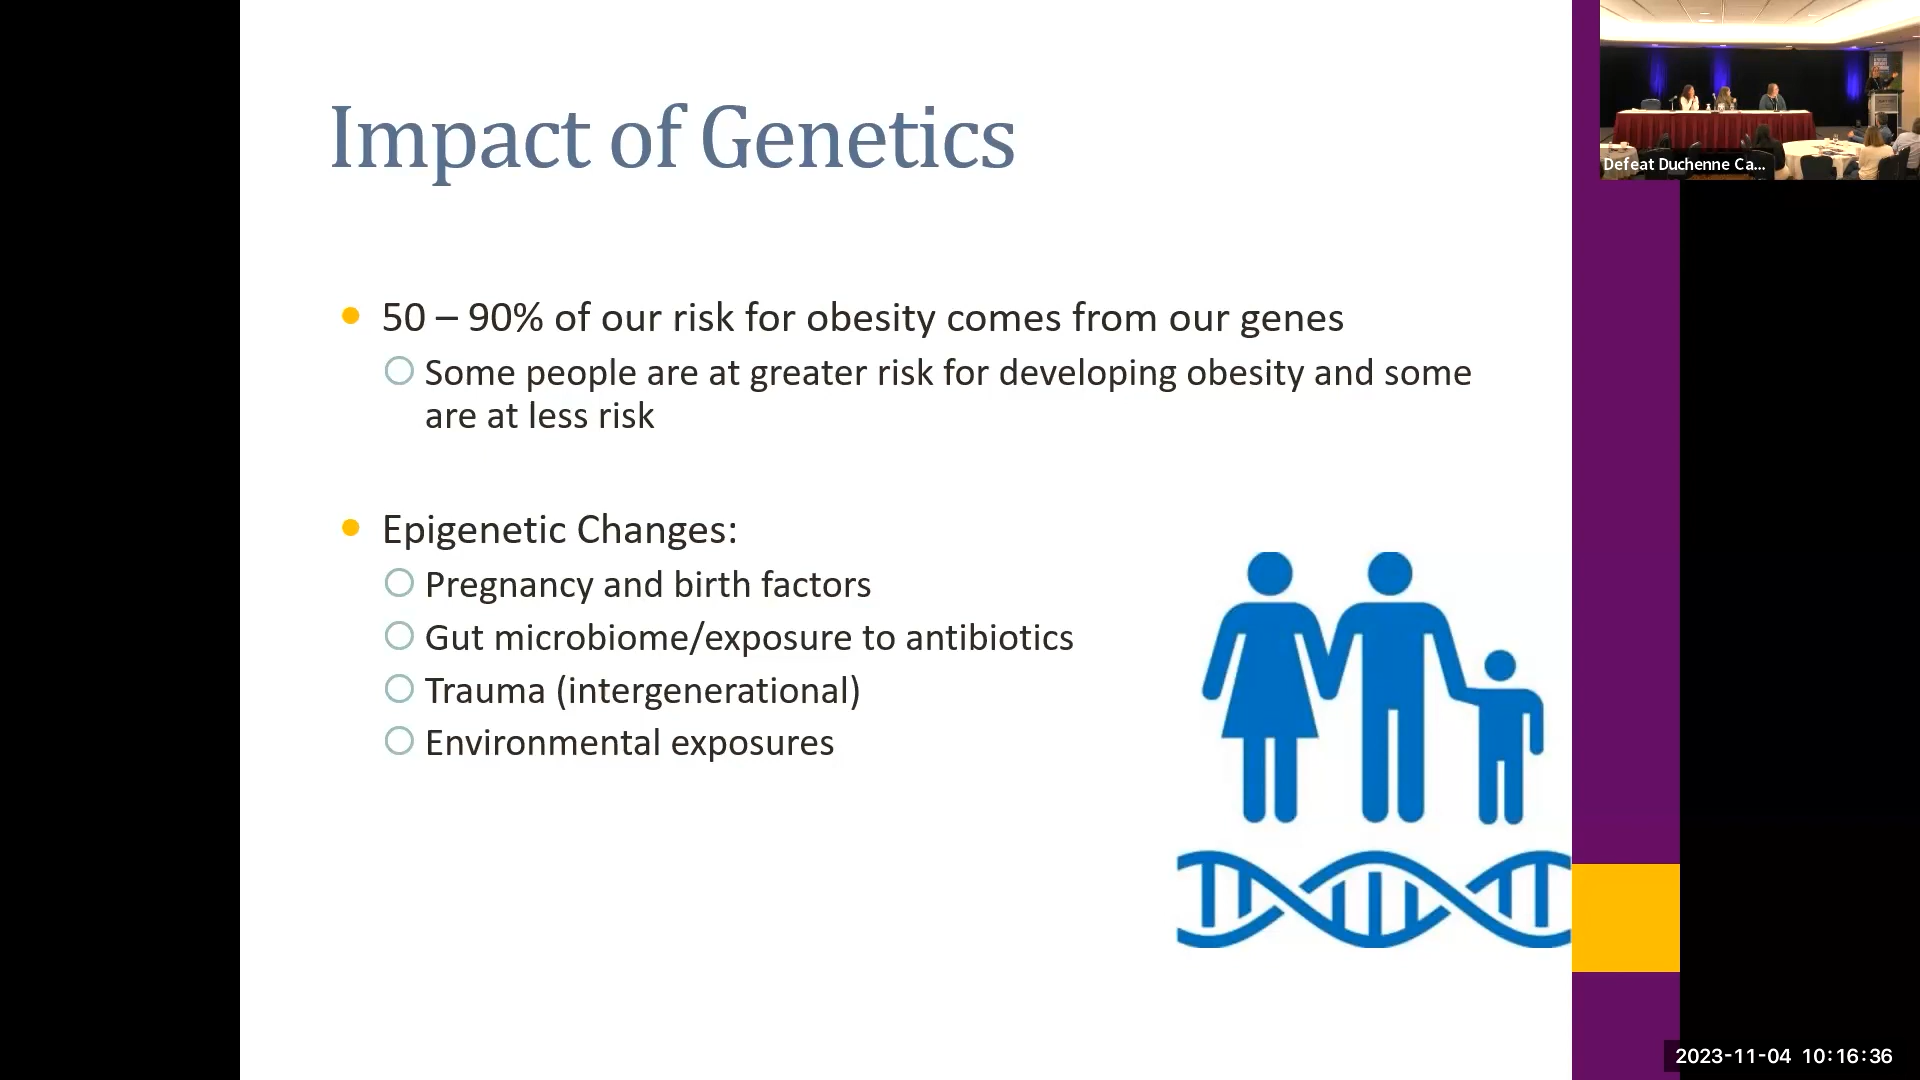 Impact of Genetics
50 – 90% of our risk for obesity comes from our genes
Some people are at greater risk for developing obesity and some
are at less risk
Epigenetic Changes:
Pregnancy and birth factors
Gut microbiome/exposure to antibiotics
Trauma (intergenerational)
Environmental exposures
Defeat Duchenne Ca...
2023-11-04 10:16:36